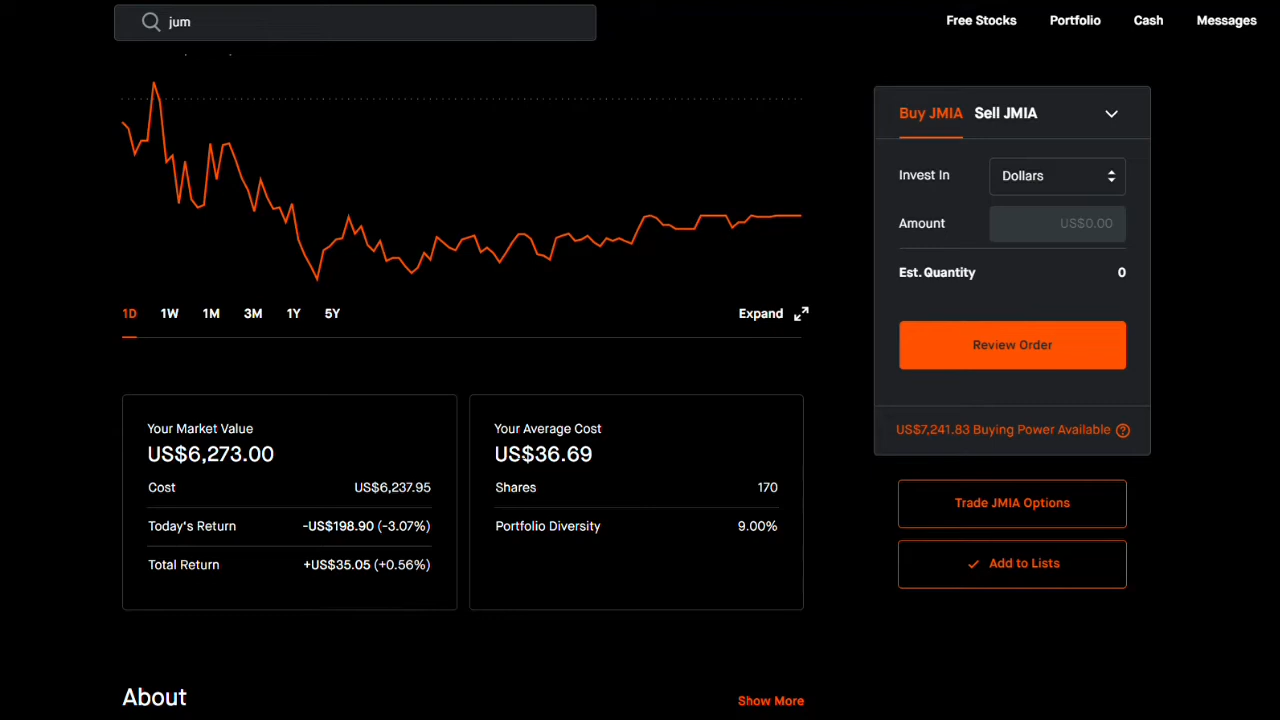 jum
Free Stocks Portfolio Cash Messages
Buy JMIA Sell JMIA
Invest In Dollars
Amount US$0.00
Est. Quantity 0
Review Order
US$7,241.83 Buying Power Available ?
Trade JMIA Options
Add to Lists
1D 1W 1M 3M 1Y 5Y Expand
Your Market Value
US$6,273.00
Cost US$6,237.95
Today's Return -US$198.90 (-3.07%)
Total Return +US$35.05 (+0.56%)
Your Average Cost
US$36.69
Shares 170
Portfolio Diversity 9.00%
About Show More